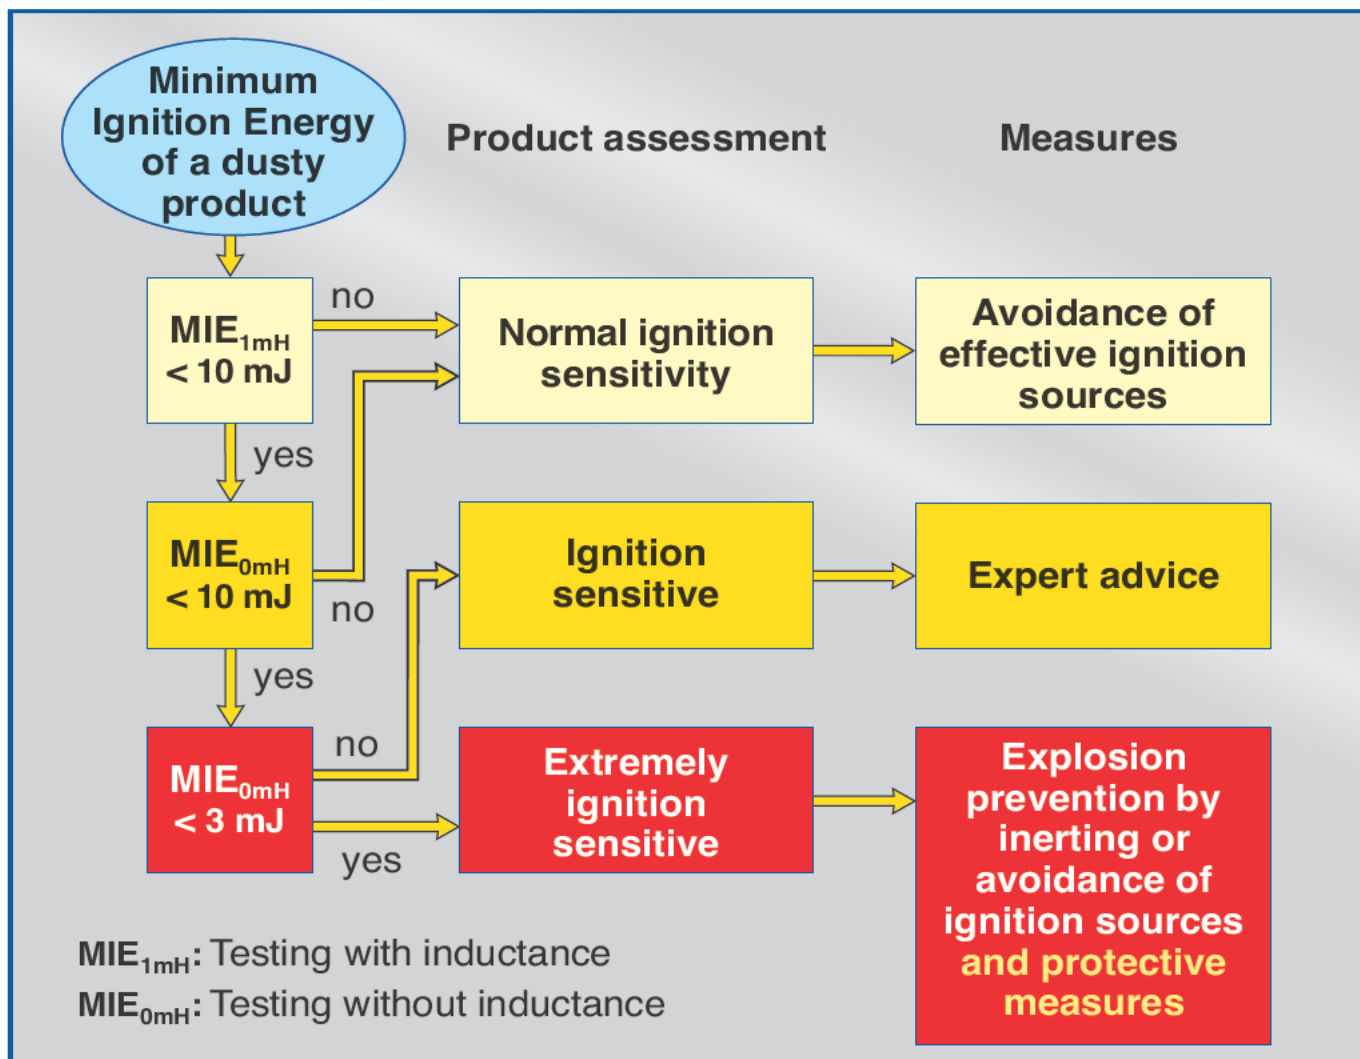 Minimum
Ignition Energy
of a dusty
product
Product assessment
Measures
MIE1mH
< 10 mJ
no
Normal ignition
sensitivity
Avoidance of
effective ignition
sources
yes
MIE0mH
< 10 mJ
no
Ignition
sensitive
Expert advice
yes
MIE0mH
< 3 mJ
no
yes
Extremely
ignition
sensitive
Explosion
prevention by
inerting or
avoidance of
ignition sources
and protective
measures
MIE1mH: Testing with inductance
MIE0mH: Testing without inductance